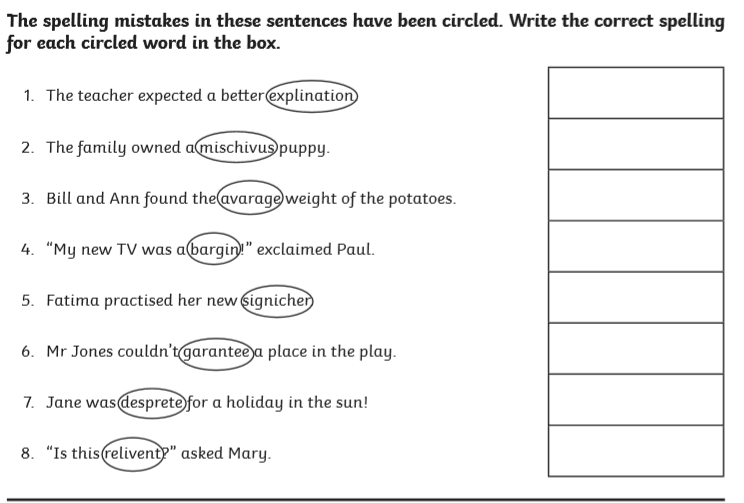 The spelling mistakes in these sentences have been circled. Write the correct spelling
for each circled word in the box.
1. The teacher expected a better explination
2. The family owned a mischivus puppy.
3. Bill and Ann found the avarage weight of the potatoes.
4. “My new TV was a bargin!” exclaimed Paul.
5. Fatima practised her new signicher
6. Mr Jones couldn’t garantee a place in the play.
7. Jane was desprete for a holiday in the sun!
8. “Is this relivent?” asked Mary.